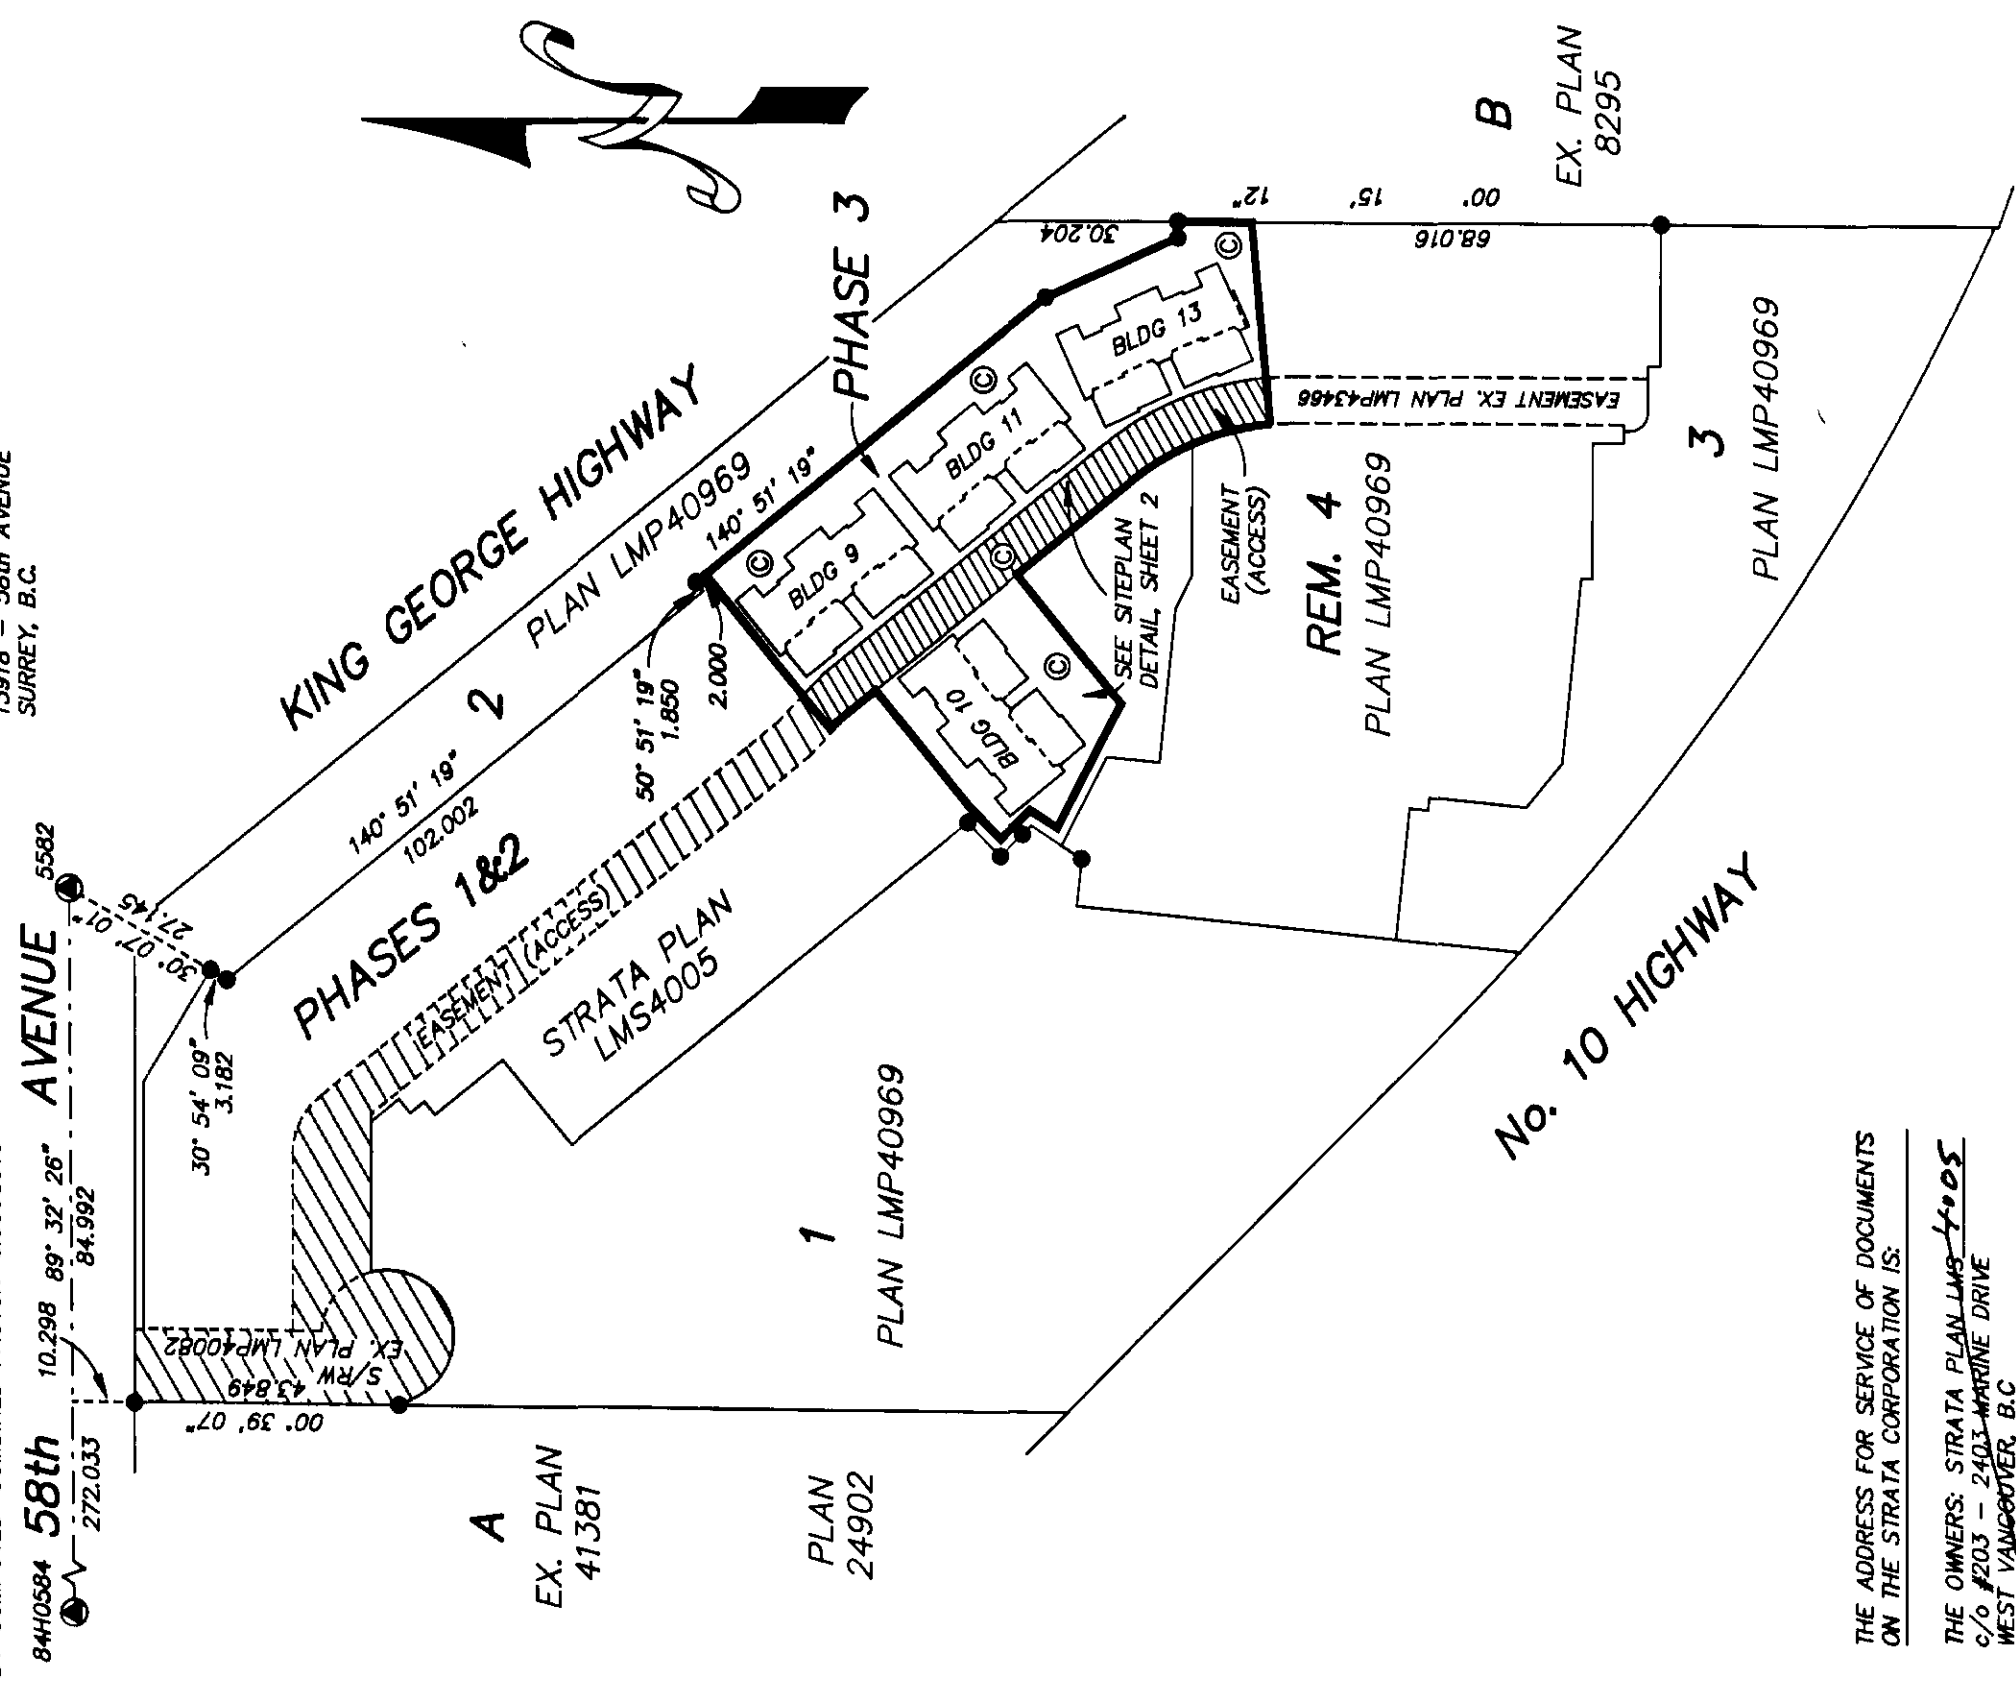 13918 – 58th AVENUE
SURREY, B.C.
84H0584
58th AVENUE
5582
272.033
10.298
89° 32' 26"
84.992
30° 07' 01"
27.145
30° 54' 09"
3.182
00° 39' 07"
43.849
S/RW
EX. PLAN LMP40082
KING GEORGE HIGHWAY
2
PLAN LMP40969
140° 51' 19"
102.002
140° 51' 19"
50° 51' 19"
1.850
2.000
PHASES 1&2
EASEMENT (ACCESS)
STRATA PLAN
LMS4005
PHASE 3
BLDG 9
BLDG 11
BLDG 13
BLDG 10
©
©
©
©
©
SEE SITEPLAN
DETAIL, SHEET 2
EASEMENT
(ACCESS)
30.204
68.016
00° 15' 12"
B
EX. PLAN
8295
EASEMENT EX. PLAN LMP43466
REM. 4
PLAN LMP40969
3
PLAN LMP40969
A
EX. PLAN
41381
PLAN
24902
1
PLAN LMP40969
No. 10 HIGHWAY
THE ADDRESS FOR SERVICE OF DOCUMENTS
ON THE STRATA CORPORATION IS:
THE OWNERS: STRATA PLAN LMS 4005
c/o #203 – 2403 MARINE DRIVE
WEST VANCOUVER, B.C